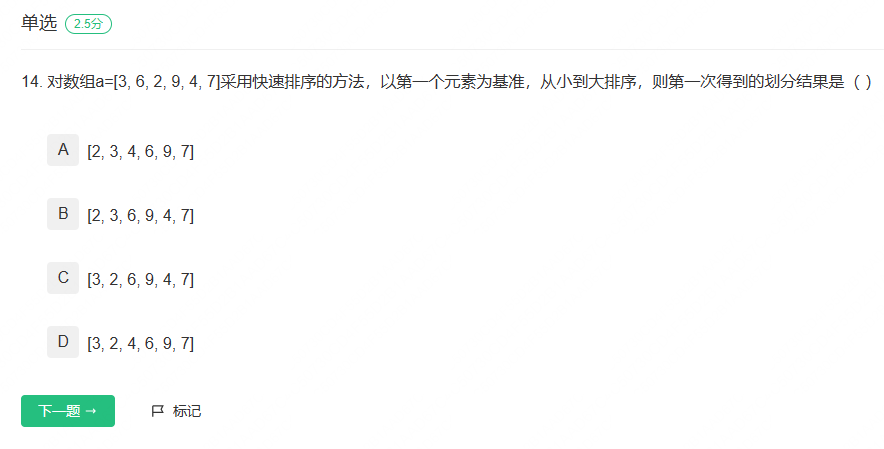 单选 2.5分
14. 对数组a=[3, 6, 2, 9, 4, 7]采用快速排序的方法，以第一个元素为基准，从小到大排序，则第一次得到的划分结果是（ ）
A [2, 3, 4, 6, 9, 7]
B [2, 3, 6, 9, 4, 7]
C [3, 2, 6, 9, 4, 7]
D [3, 2, 4, 6, 9, 7]
下一题 → 标记